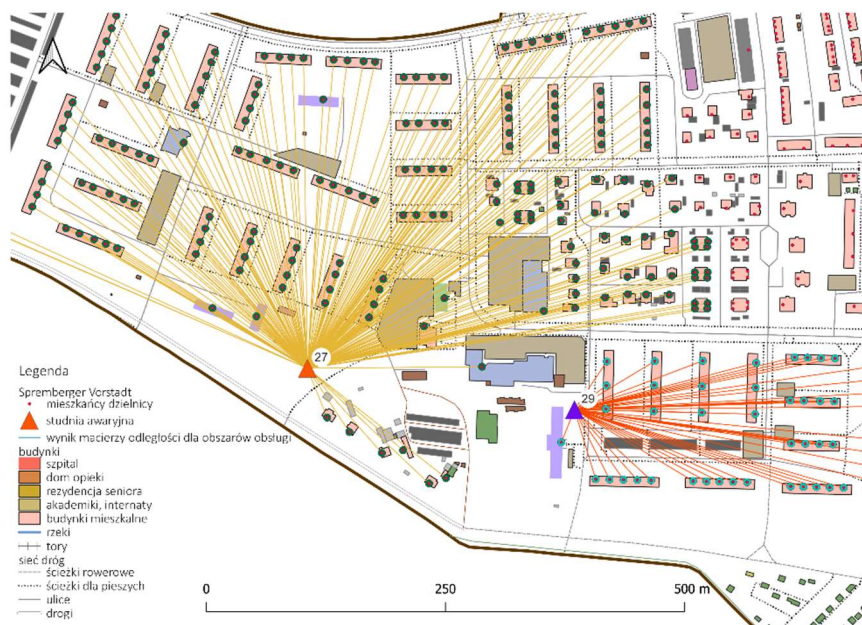 27
29
Legenda
Spremberger Vorstadt
mieszkańcy dzielnicy
studnia awaryjna
wynik macierzy odległości dla obszarów obsługi
budynki
szpital
dom opieki
rezydencja seniora
akademiki, internaty
budynki mieszkalne
rzeki
tory
sieć dróg
ścieżki rowerowe
ścieżki dla pieszych
ulice
drogi
0 250 500 m